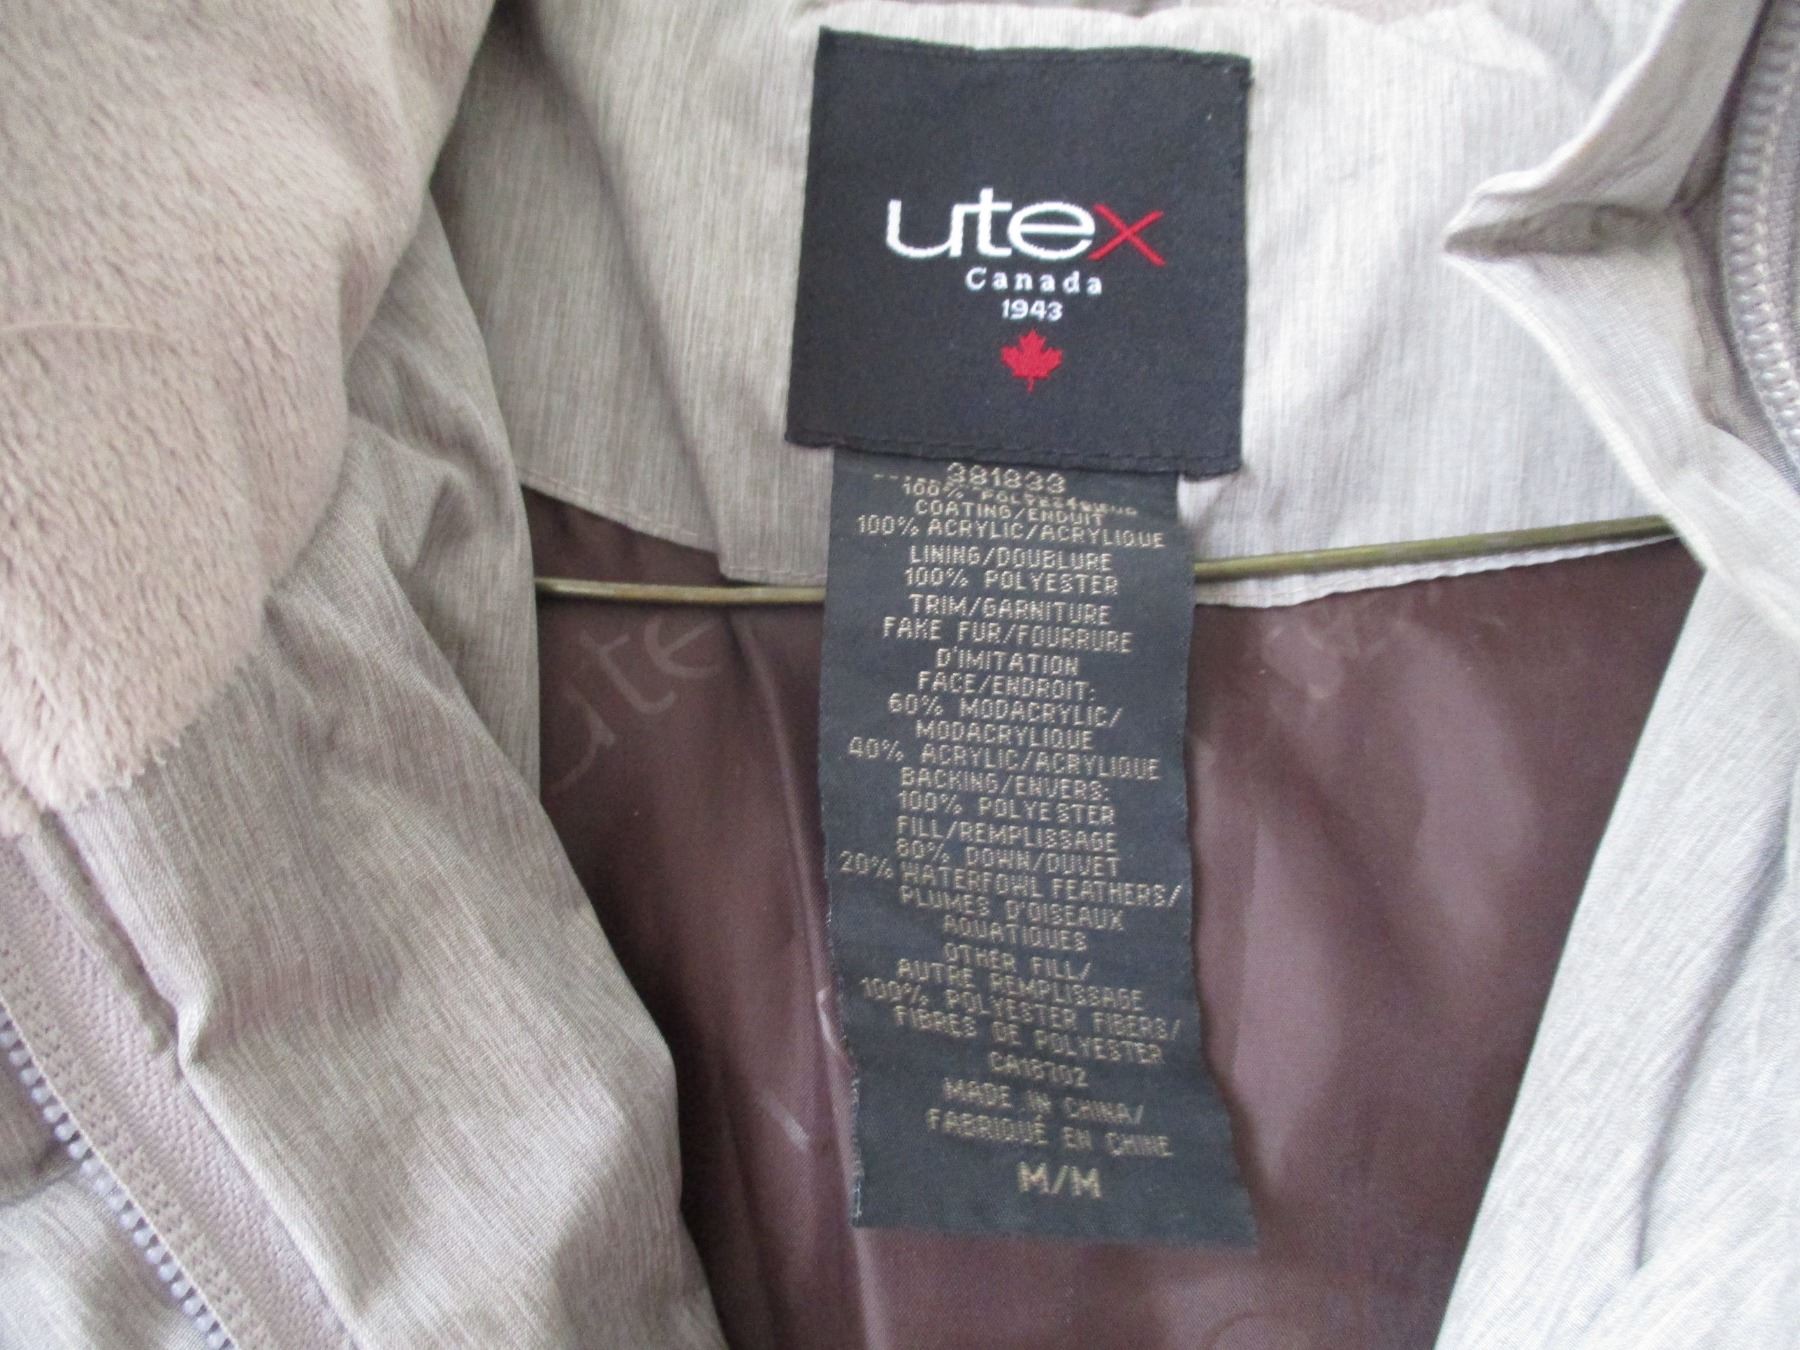 utex
Canada
1943
381833
100% POLYESTER
COATING/ENDUIT
100% ACRYLIC/ACRYLIQUE
LINING/DOUBLURE
100% POLYESTER
TRIM/GARNITURE
FAKE FUR/FOURRURE
D'IMITATION
FACE/ENDROIT:
60% MODACRYLIC/
MODACRYLIQUE
40% ACRYLIC/ACRYLIQUE
BACKING/ENVERS:
100% POLYESTER
FILL/REMPLISSAGE
80% DOWN/DUVET
20% WATERFOWL FEATHERS/
PLUMES D'OISEAUX
AQUATIQUES
OTHER FILL/
AUTRE REMPLISSAGE
100% POLYESTER FIBERS/
FIBRES DE POLYESTER
CA18702
MADE IN CHINA/
FABRIQUÉ EN CHINE
M/M
ute